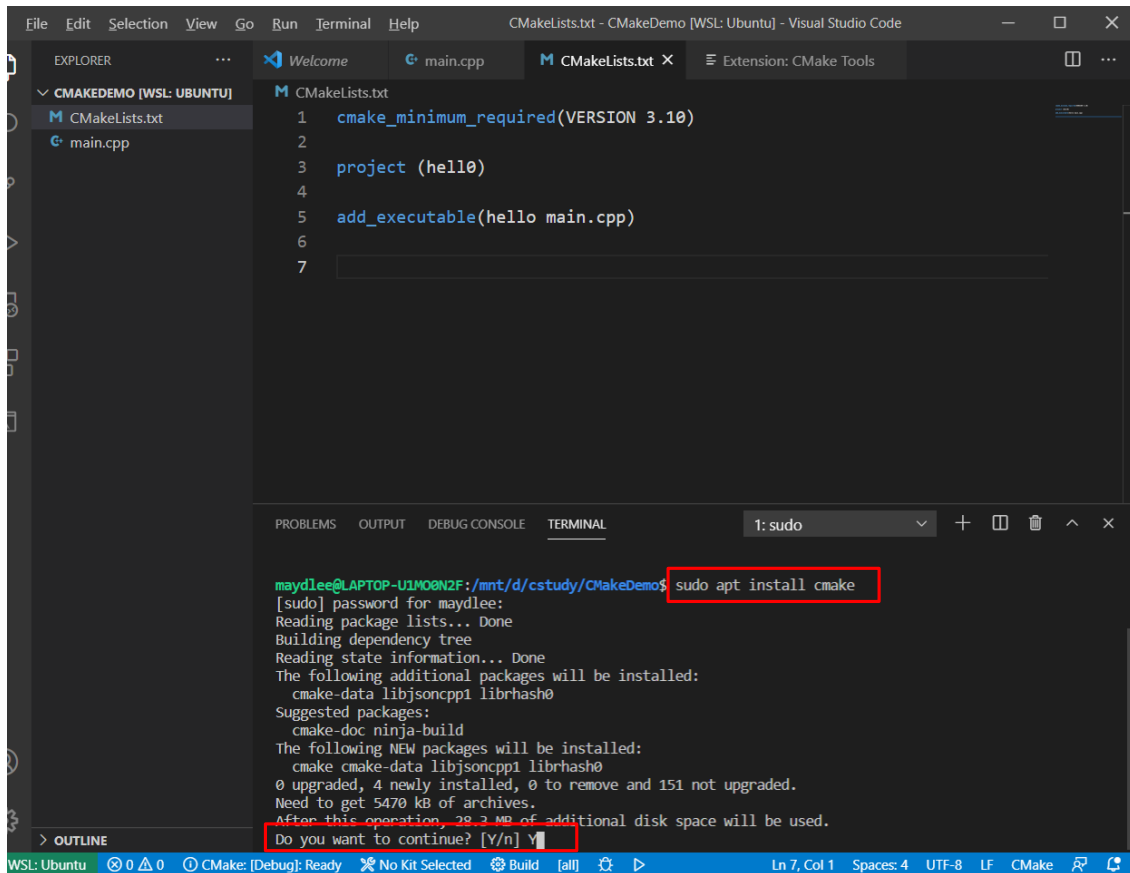 File Edit Selection View Go Run Terminal Help CMakeLists.txt - CMakeDemo [WSL: Ubuntu] - Visual Studio Code
EXPLORER ... Welcome main.cpp CMakeLists.txt Extension: CMake Tools ...
CMAKEDEMO [WSL: UBUNTU]
CMakeLists.txt
main.cpp
CMakeLists.txt
1 cmake_minimum_required(VERSION 3.10)
2
3 project (hell0)
4
5 add_executable(hello main.cpp)
6
7
PROBLEMS OUTPUT DEBUG CONSOLE TERMINAL 1: sudo
maydlee@LAPTOP-U1MO0N2F:/mnt/d/cstudy/CMakeDemo$ sudo apt install cmake
[sudo] password for maydlee:
Reading package lists... Done
Building dependency tree
Reading state information... Done
The following additional packages will be installed:
cmake-data libjsoncpp1 librhash0
Suggested packages:
cmake-doc ninja-build
The following NEW packages will be installed:
cmake cmake-data libjsoncpp1 librhash0
0 upgraded, 4 newly installed, 0 to remove and 151 not upgraded.
Need to get 5470 kB of archives.
After this operation, 28.3 MB of additional disk space will be used.
Do you want to continue? [Y/n] Y
OUTLINE
WSL: Ubuntu 0 0 CMake: [Debug]: Ready No Kit Selected Build [all] Ln 7, Col 1 Spaces: 4 UTF-8 LF CMake